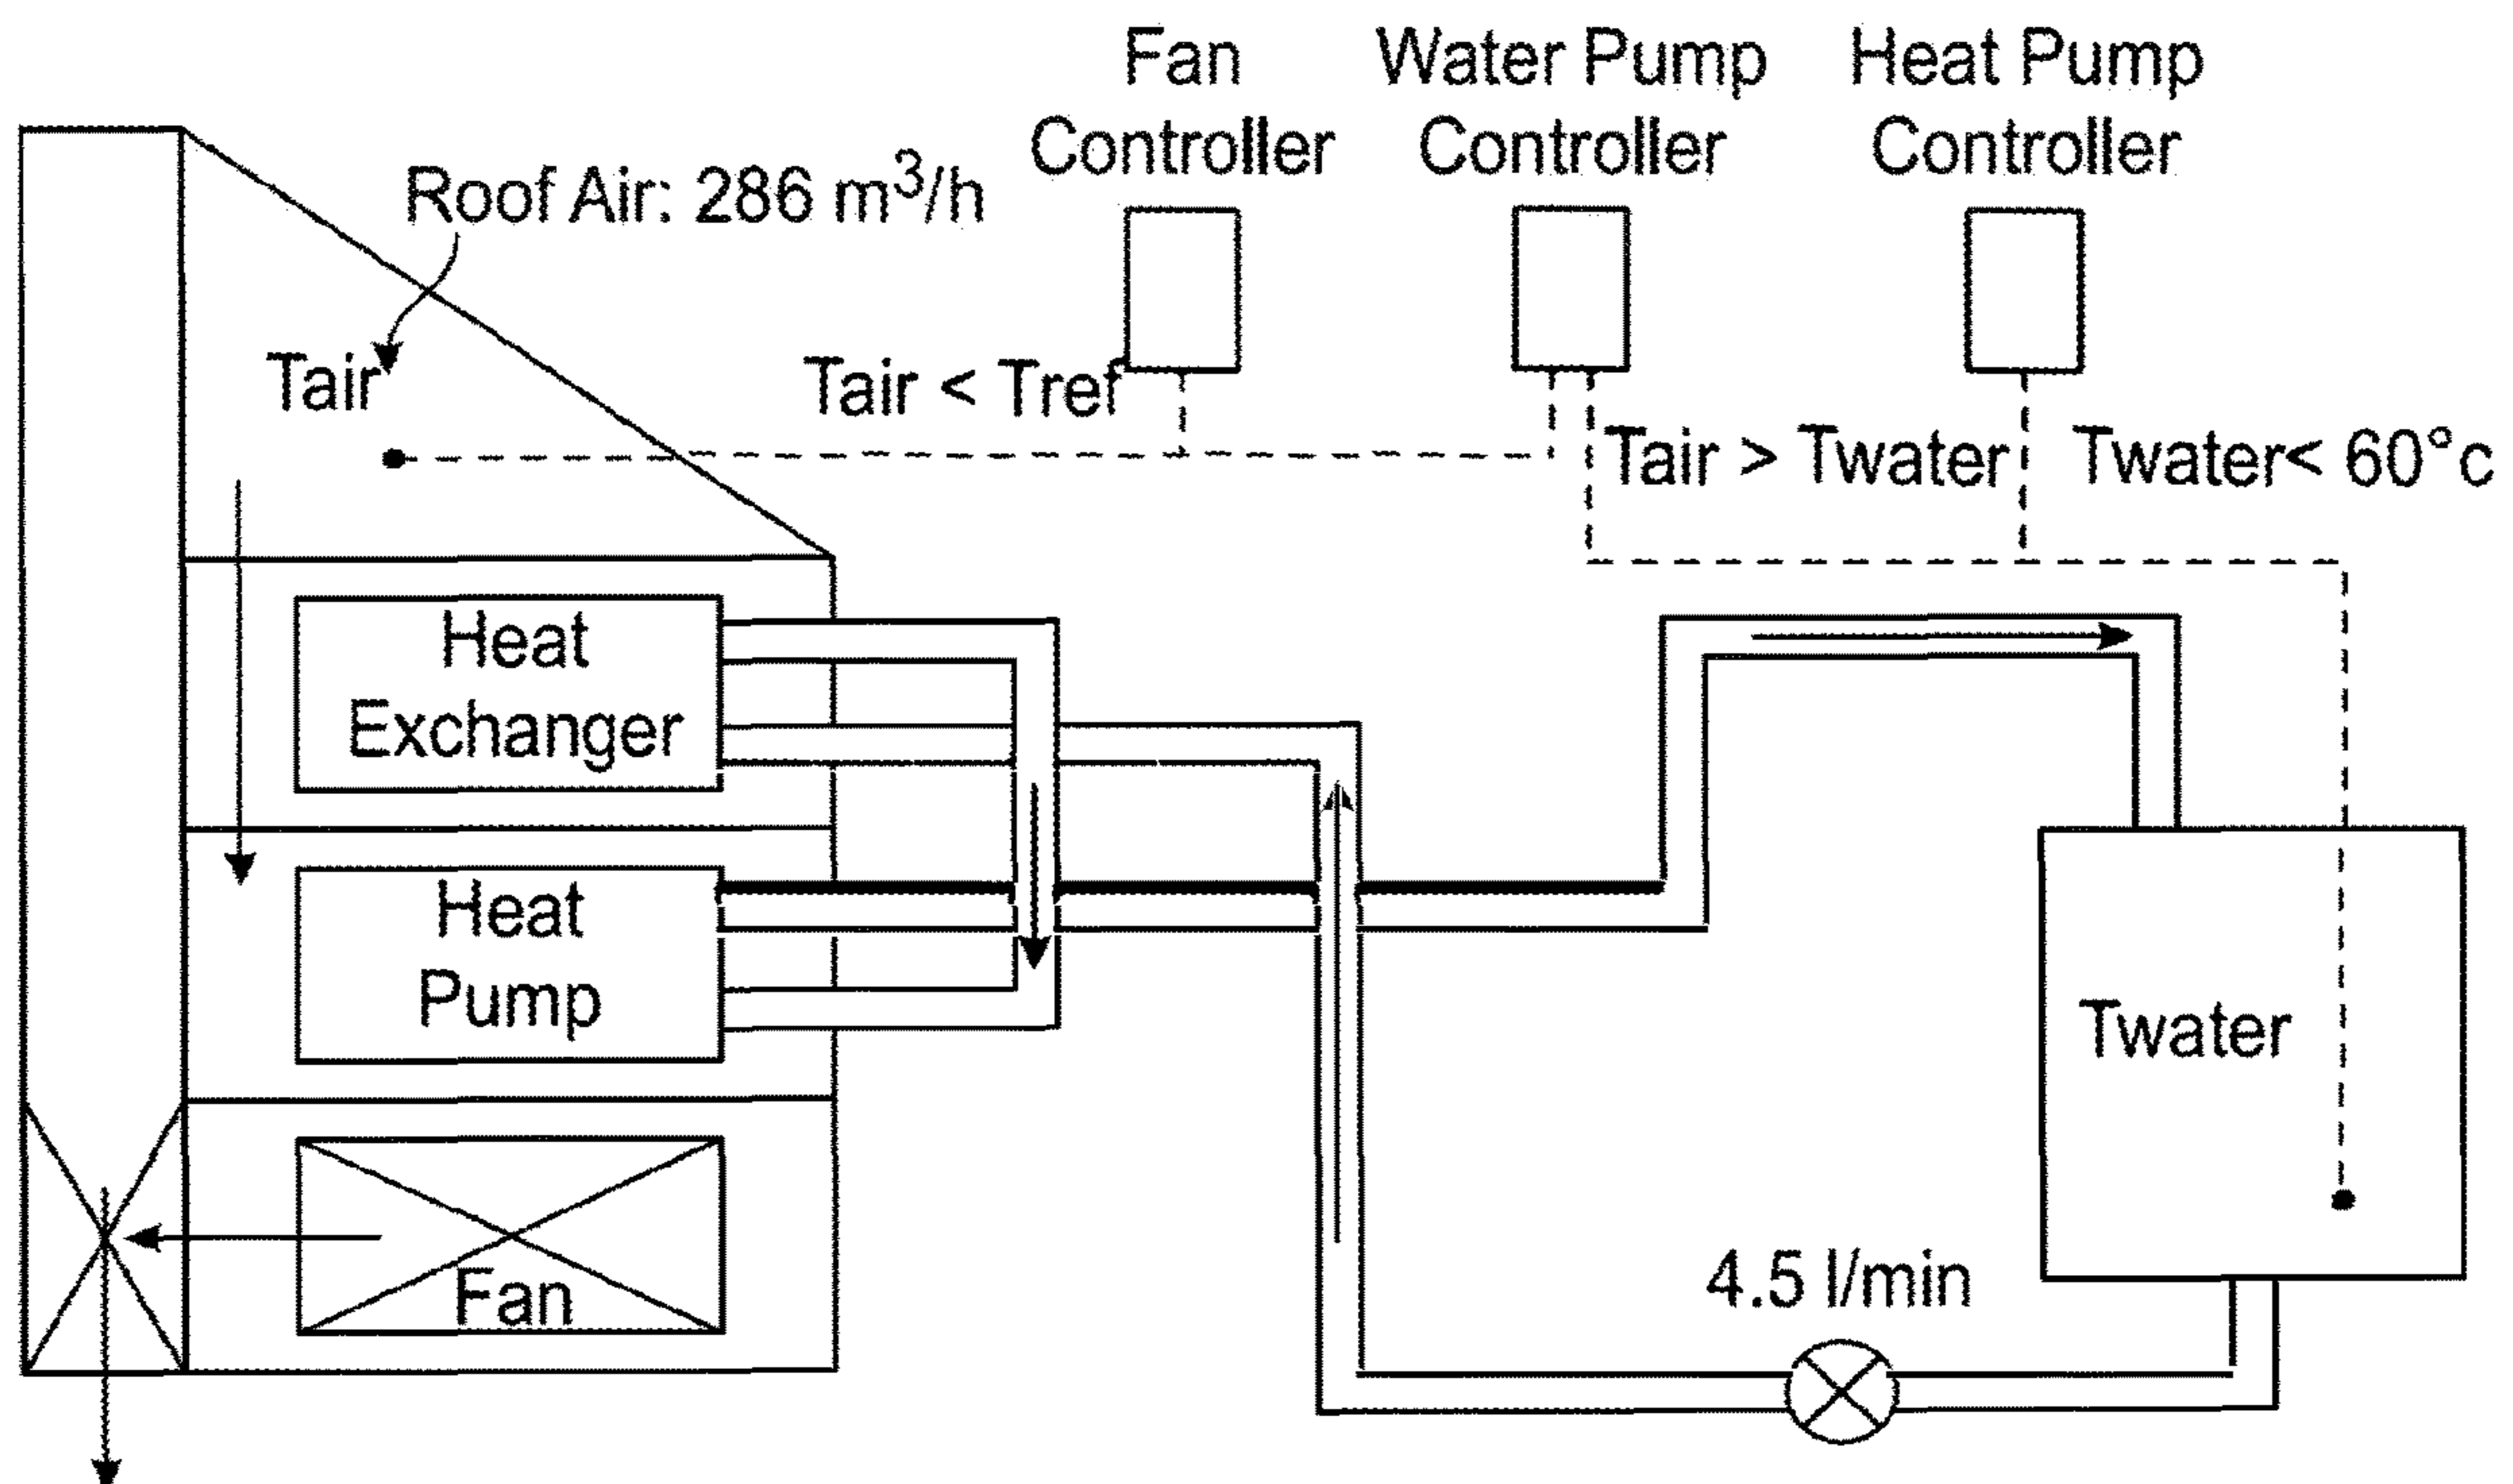 Fan
Controller
Water Pump
Controller
Heat Pump
Controller
Roof Air: 286 m³/h
Tair
Tair < Tref
Tair > Twater
Twater< 60°c
Heat
Exchanger
Heat
Pump
Twater
4.5 l/min
Fan